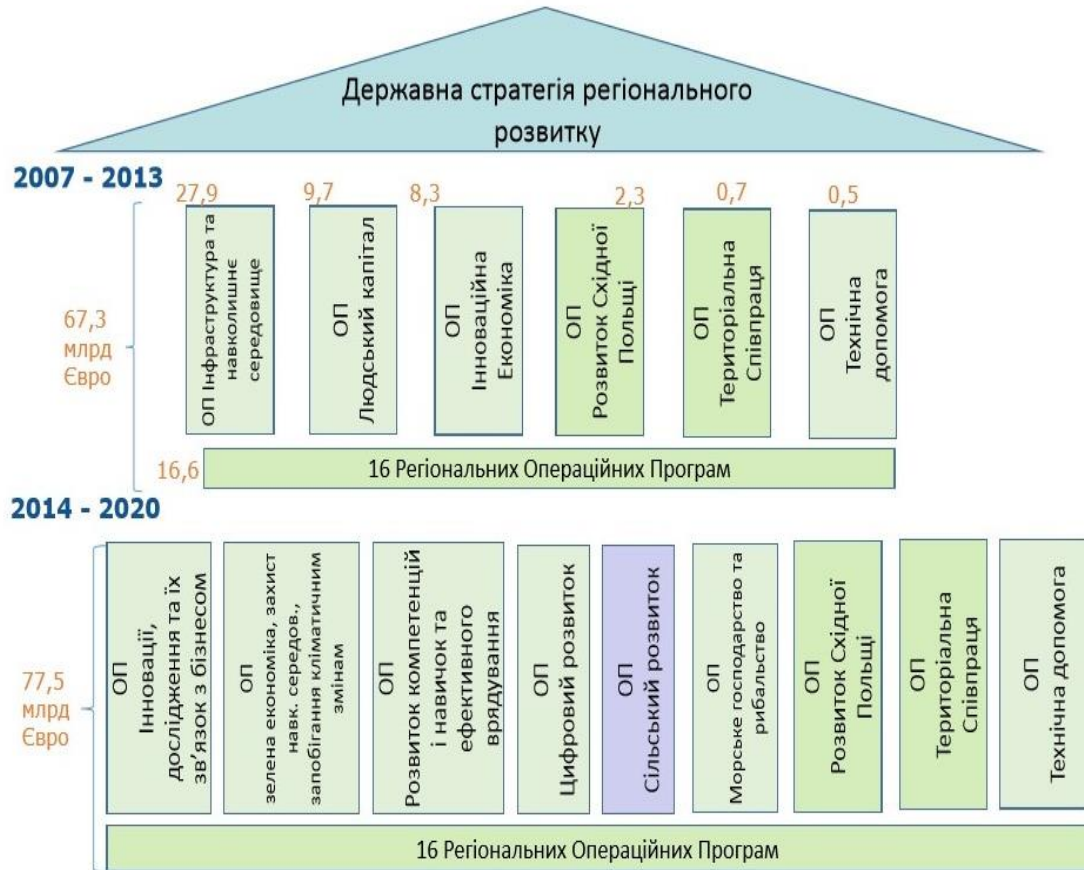 Державна стратегія регіонального
розвитку
2007 - 2013
27,9
9,7
8,3
2,3
0,7
0,5
67,3
млрд
Євро
ОП Інфраструктура та
навколишнє
середовище
ОП
Людський капітал
ОП
Інноваційна
Економіка
ОП
Розвиток Східної
Польщі
ОП
Територіальна
Співпраця
ОП
Технічна
допомога
16,6
16 Регіональних Операційних Програм
2014 - 2020
77,5
млрд
Євро
ОП
Інновації,
дослідження та їх
зв’язок з бізнесом
ОП
зелена економіка, захист
навк. середов.,
запобігання кліматичним
змінам
ОП
Розвиток компетенцій
і навичок та
ефективного
врядування
ОП
Цифровий розвиток
ОП
Сільський розвиток
ОП
Морське господарство та
рибальство
ОП
Розвиток Східної
Польщі
ОП
Територіальна
Співпраця
ОП
Технічна допомога
16 Регіональних Операційних Програм